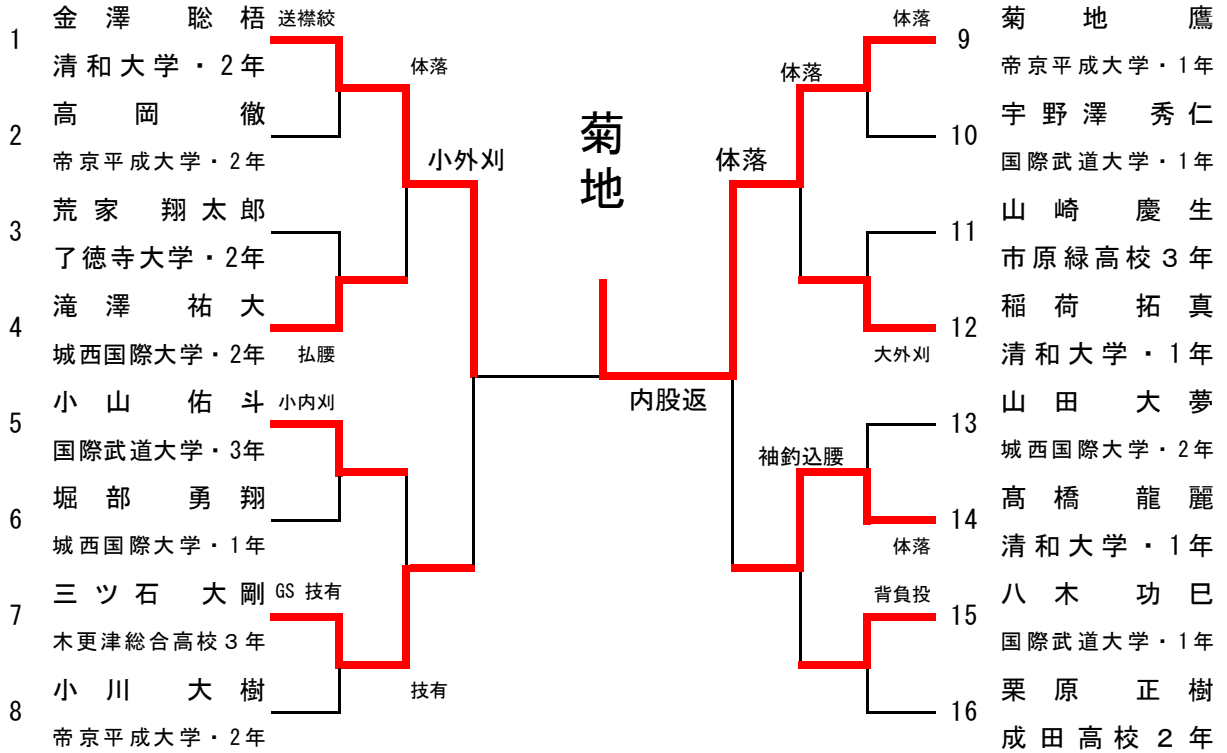 金澤 聡梧 送襟絞
1
清和大学・2年
体落
高岡 徹
2
帝京平成大学・2年
小外刈
荒家 翔太郎
3
了徳寺大学・2年
滝澤 祐大
4
城西国際大学・2年 払腰
小山 佑斗 小内刈
5
国際武道大学・3年
堀部 勇翔
6
城西国際大学・1年
三ツ石 大剛 GS 技有
7
木更津総合高校3年
小川 大樹 技有
8
帝京平成大学・2年
菊地
内股返
体落 菊地 鷹
9
体落
帝京平成大学・1年
宇野澤 秀仁
10
体落
国際武道大学・1年
山崎 慶生
11
市原緑高校3年
稲荷 拓真
12
大外刈 清和大学・1年
山田 大夢
13
袖釣込腰 城西国際大学・2年
髙橋 龍麗
14
体落 清和大学・1年
背負投 八木 功巳
15
国際武道大学・1年
栗原 正樹
16
成田高校2年